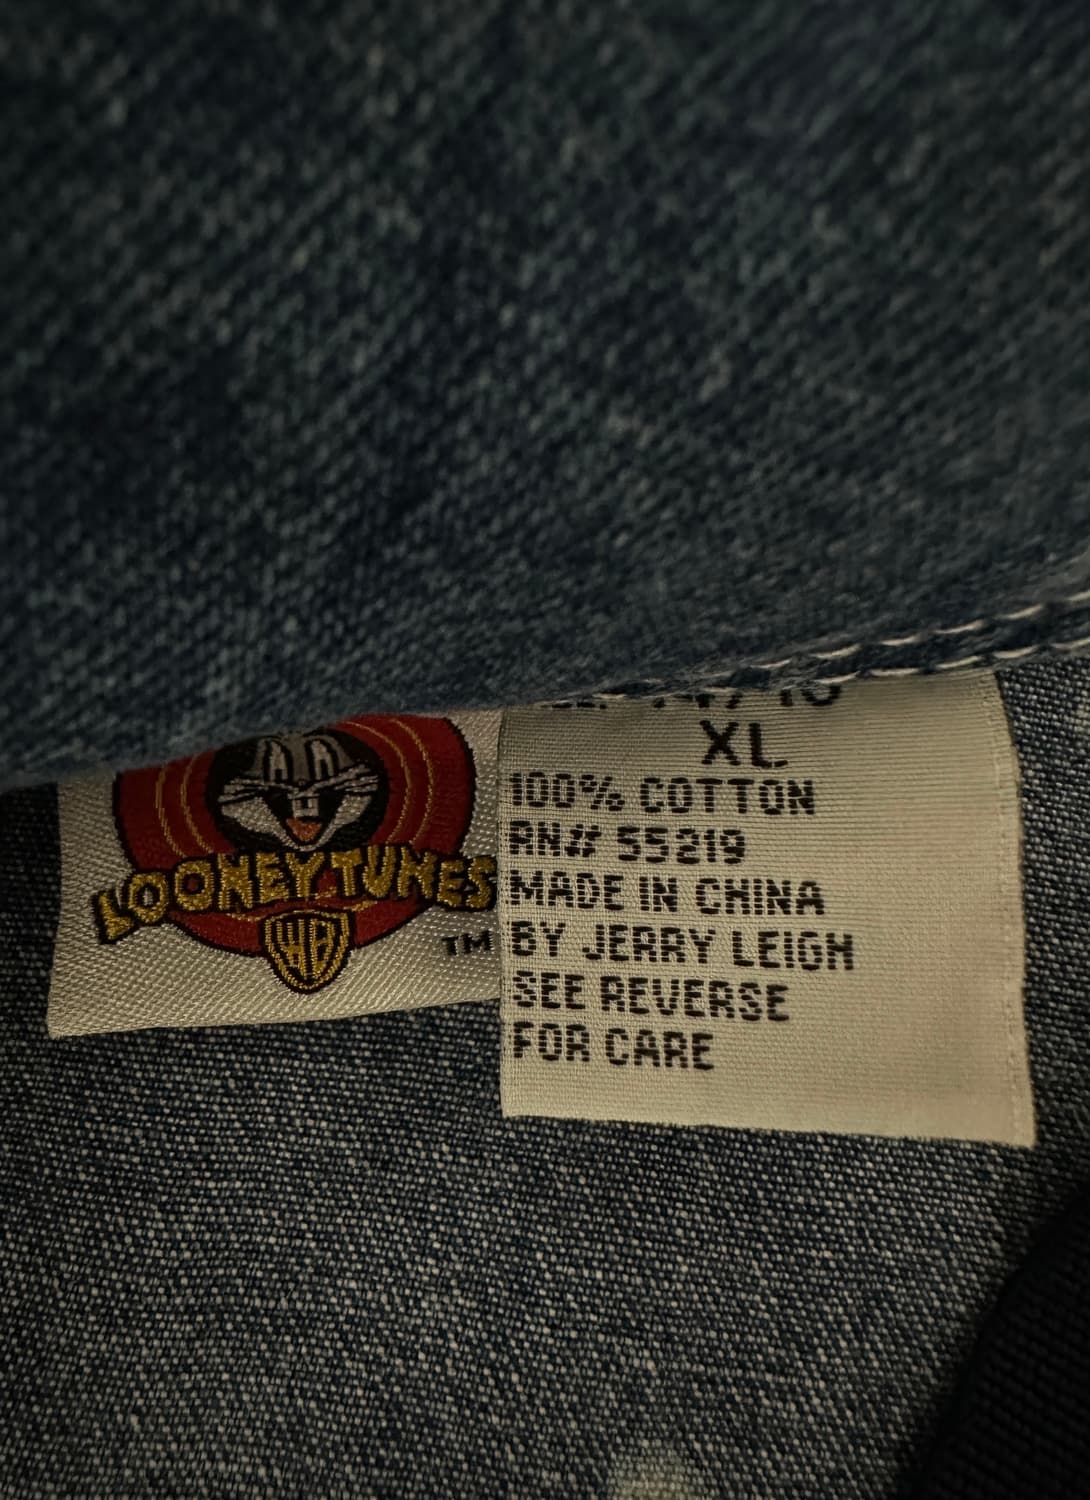 LOONEY TUNES
WB
TM
XL
100% COTTON
RN# 55219
MADE IN CHINA
BY JERRY LEIGH
SEE REVERSE
FOR CARE